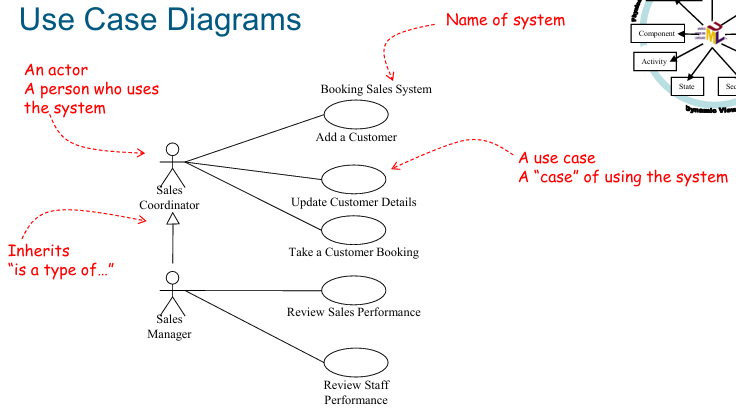 Use Case Diagrams
Name of system
An actor
A person who uses
the system
Booking Sales System
Add a Customer
A use case
A “case” of using the system
Sales
Coordinator
Update Customer Details
Take a Customer Booking
Inherits
“is a type of…”
Sales
Manager
Review Sales Performance
Review Staff
Performance
Component
Activity
State
Dynamic View